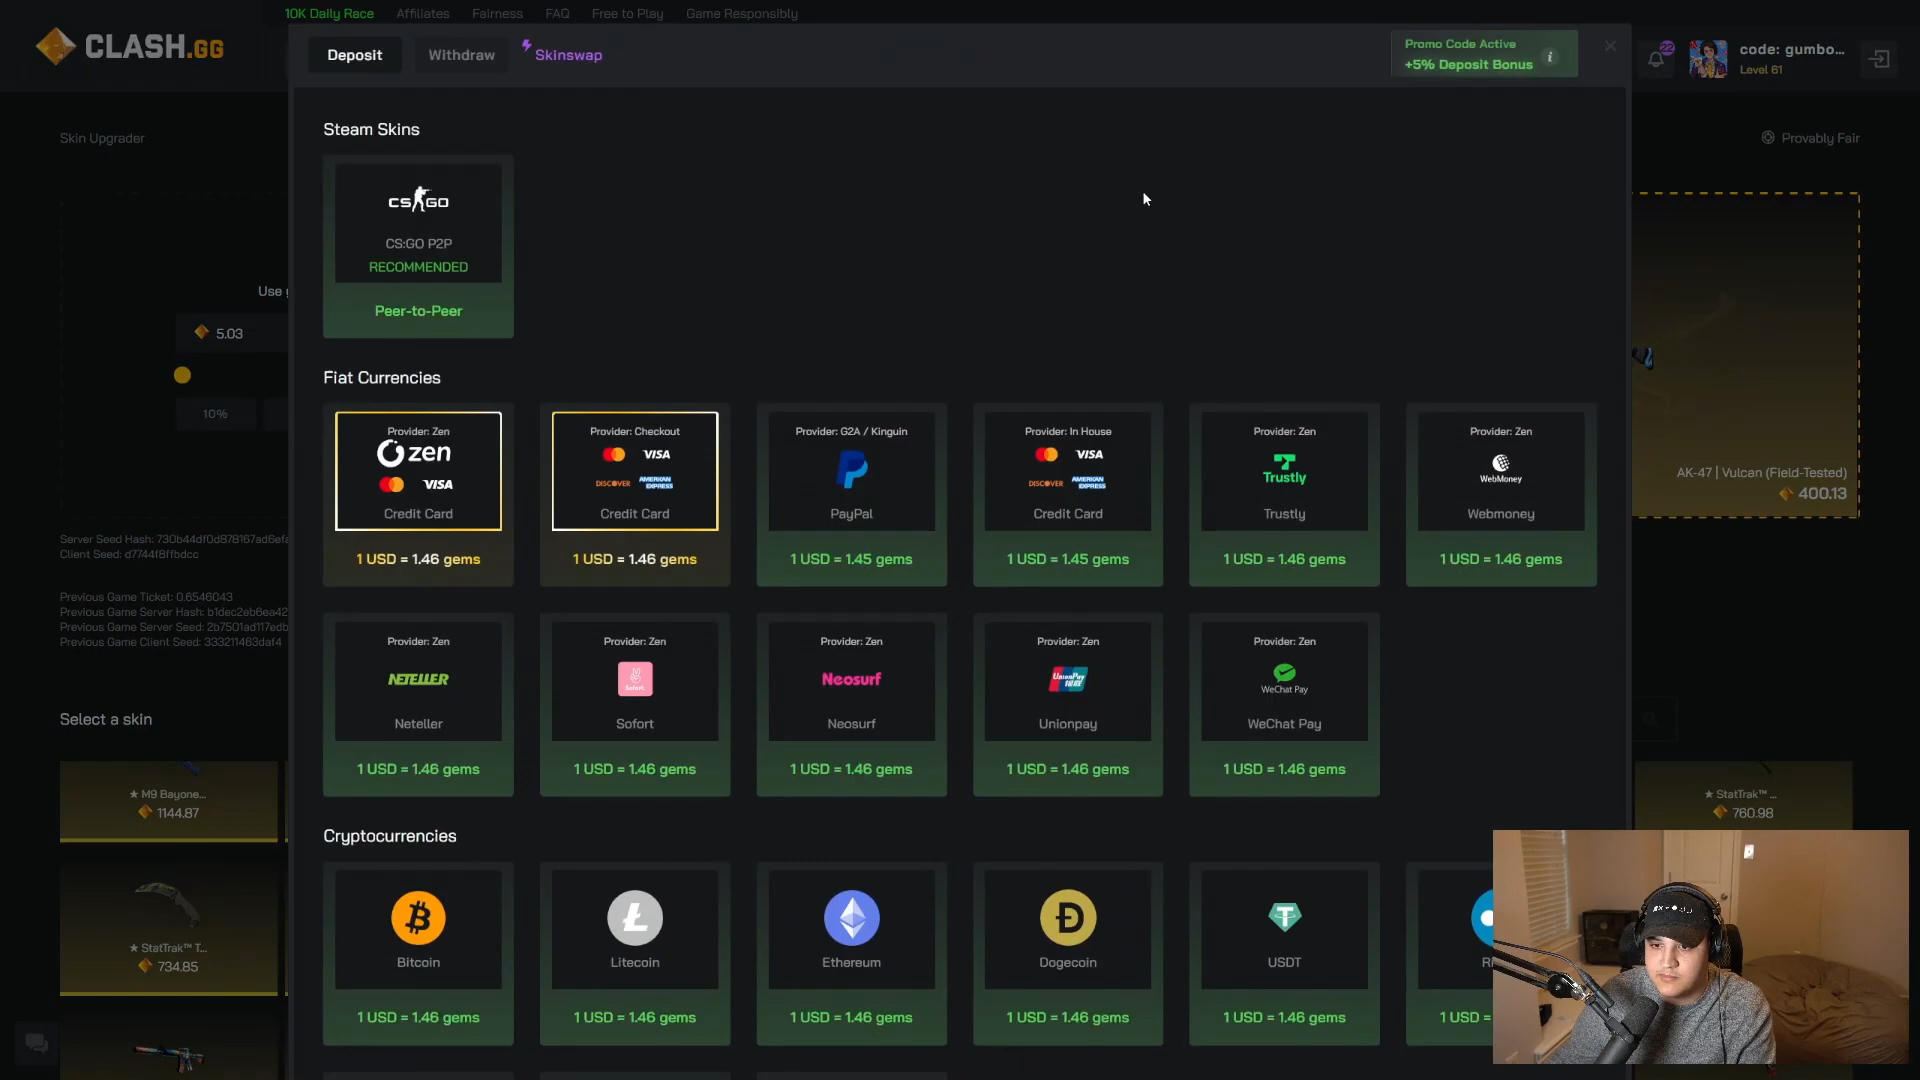 10K Daily Race
Affiliates
Fairness
FAQ
Free to Play
Game Responsibly
CLASH.GG
Deposit
Withdraw
Skinswap
Promo Code Active
+5% Deposit Bonus
i
22
code: gumbo...
Level 61
Skin Upgrader
Provably Fair
Steam Skins
CS GO
CS:GO P2P
RECOMMENDED
Peer-to-Peer
Use
5.03
10%
Fiat Currencies
Provider: Zen
zen
VISA
Credit Card
1 USD = 1.46 gems
Provider: Checkout
VISA
DISCOVER
AMERICAN EXPRESS
Credit Card
1 USD = 1.46 gems
Provider: G2A / Kinguin
PayPal
1 USD = 1.45 gems
Provider: In House
VISA
DISCOVER
AMERICAN EXPRESS
Credit Card
1 USD = 1.45 gems
Provider: Zen
Trustly
Trustly
1 USD = 1.46 gems
Provider: Zen
WebMoney
Webmoney
1 USD = 1.46 gems
AK-47 | Vulcan (Field-Tested)
400.13
Server Seed Hash: 730b44df0d878167ad6efa
Client Seed: d7744f8ffbdcc
Previous Game Ticket: 0.6546043
Previous Game Server Hash: b1dec2eb6ea42
Previous Game Server Seed: 2b7501ad117edb
Previous Game Client Seed: 333211463daf4
Provider: Zen
NETELLER
Neteller
1 USD = 1.46 gems
Provider: Zen
Sofort.
Sofort
1 USD = 1.46 gems
Provider: Zen
Neosurf
Neosurf
1 USD = 1.46 gems
Provider: Zen
UnionPay
Unionpay
1 USD = 1.46 gems
Provider: Zen
WeChat Pay
WeChat Pay
1 USD = 1.46 gems
Select a skin
★ M9 Bayone...
1144.87
★ StatTrak™ T...
734.85
★ StatTrak™ ...
760.98
Cryptocurrencies
Bitcoin
1 USD = 1.46 gems
Litecoin
1 USD = 1.46 gems
Ethereum
1 USD = 1.46 gems
Dogecoin
1 USD = 1.46 gems
USDT
1 USD = 1.46 gems
1 USD =